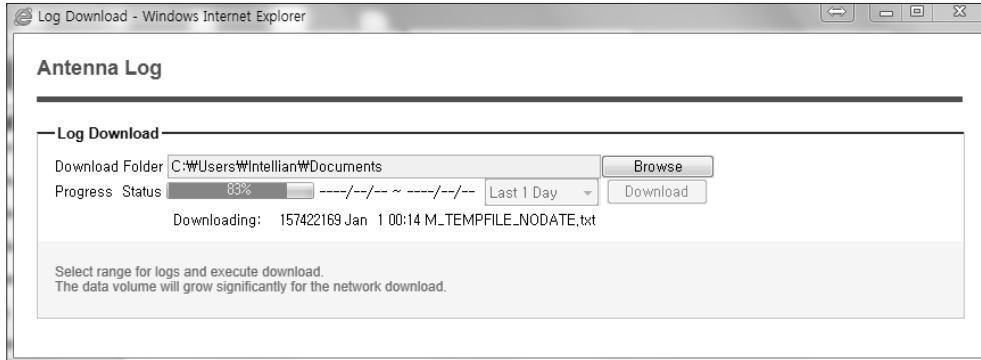 Log Download - Windows Internet Explorer
Antenna Log
Log Download
Download Folder C:₩Users₩Intellian₩Documents Browse
Progress Status 83% ----/--/-- ~ ----/--/-- Last 1 Day Download
Downloading: 157422169 Jan 1 00:14 M_TEMPFILE_NODATE,txt
Select range for logs and execute download.
The data volume will grow significantly for the network download.